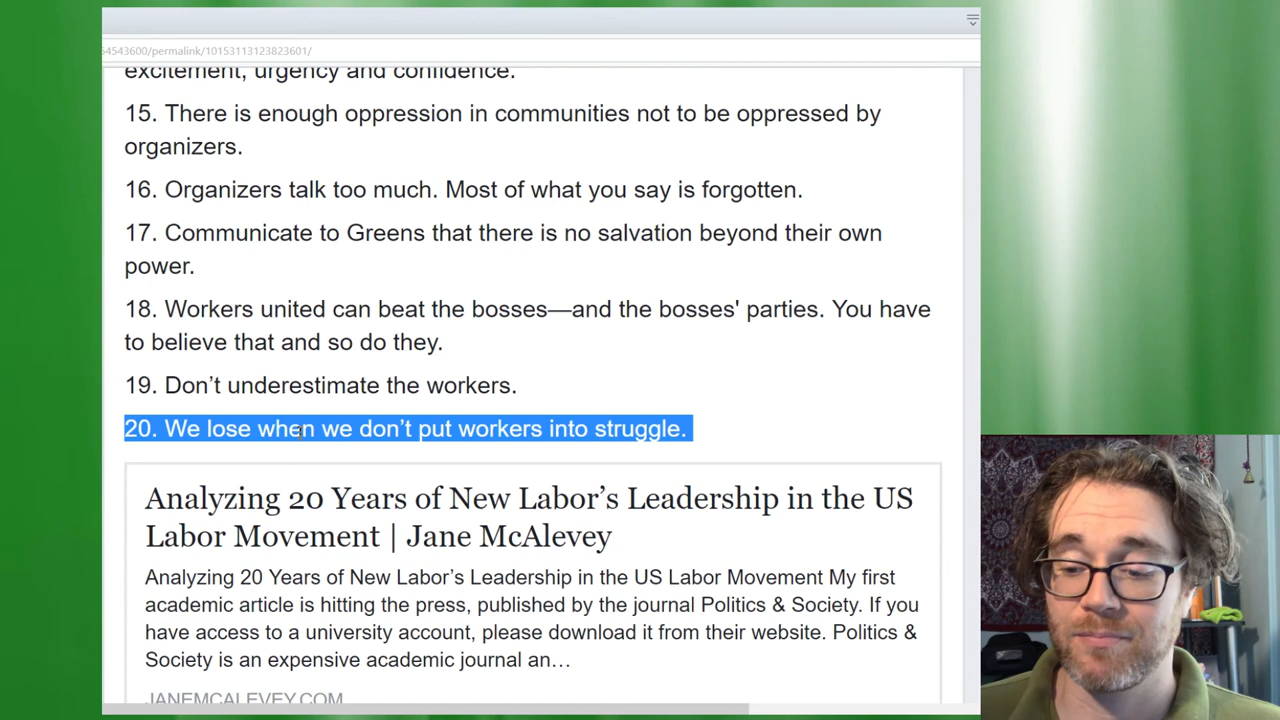 54543600/permalink/10153113123823601/
excitement, urgency and confidence.
15. There is enough oppression in communities not to be oppressed by
organizers.
16. Organizers talk too much. Most of what you say is forgotten.
17. Communicate to Greens that there is no salvation beyond their own
power.
18. Workers united can beat the bosses—and the bosses' parties. You have
to believe that and so do they.
19. Don’t underestimate the workers.
20. We lose when we don’t put workers into struggle.
Analyzing 20 Years of New Labor’s Leadership in the US
Labor Movement | Jane McAlevey
Analyzing 20 Years of New Labor’s Leadership in the US Labor Movement My first
academic article is hitting the press, published by the journal Politics & Society. If you
have access to a university account, please download it from their website. Politics &
Society is an expensive academic journal an…
JANEMCALEVEY.COM